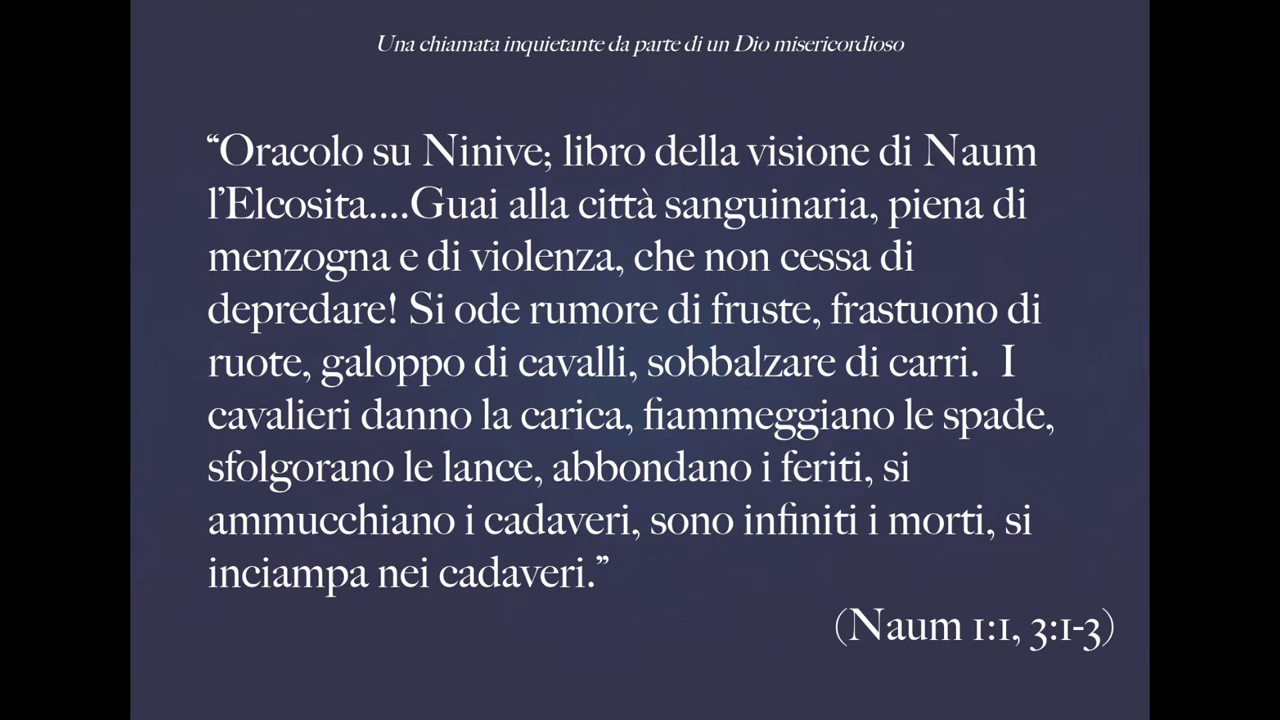 Una chiamata inquietante da parte di un Dio misericordioso
“Oracolo su Ninive; libro della visione di Naum
l’Elcosita....Guai alla città sanguinaria, piena di
menzogna e di violenza, che non cessa di
depredare! Si ode rumore di fruste, frastuono di
ruote, galoppo di cavalli, sobbalzare di carri.  I
cavalieri danno la carica, fiammeggiano le spade,
sfolgorano le lance, abbondano i feriti, si
ammucchiano i cadaveri, sono infiniti i morti, si
inciampa nei cadaveri.”
(Naum 1:1, 3:1-3)